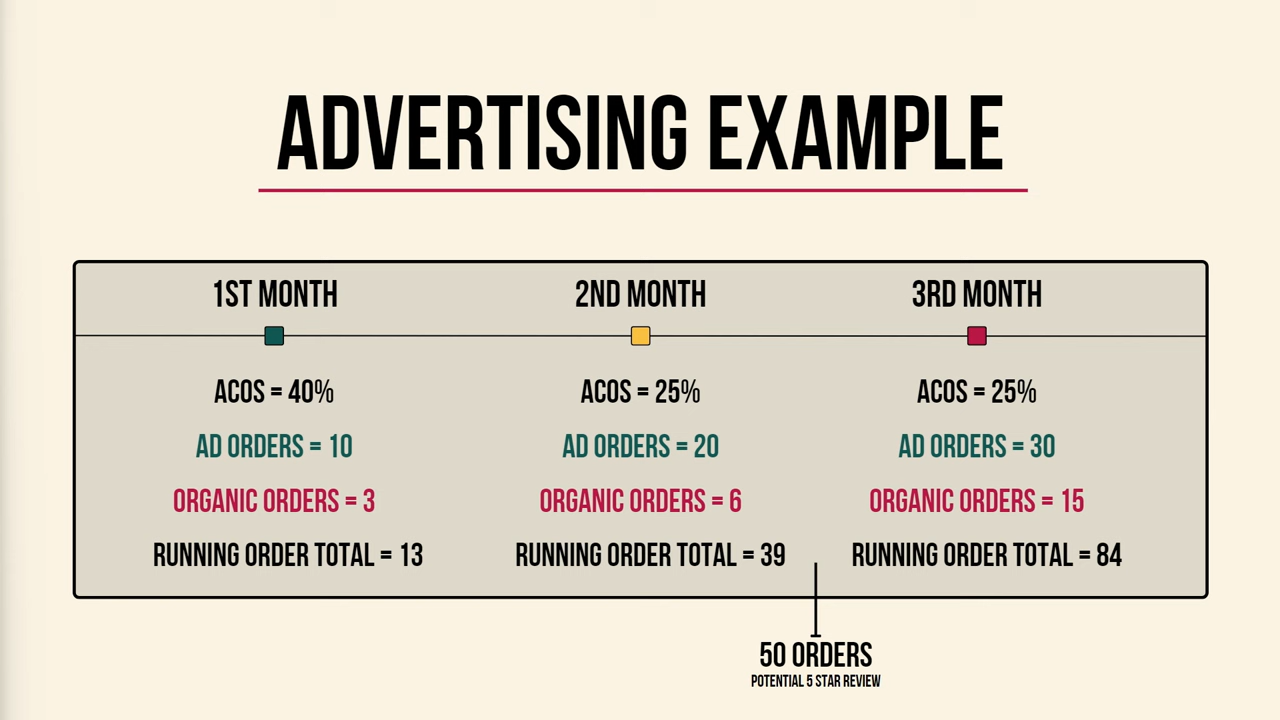 ADVERTISING EXAMPLE
1ST MONTH
ACOS = 40%
AD ORDERS = 10
ORGANIC ORDERS = 3
RUNNING ORDER TOTAL = 13
2ND MONTH
ACOS = 25%
AD ORDERS = 20
ORGANIC ORDERS = 6
RUNNING ORDER TOTAL = 39
3RD MONTH
ACOS = 25%
AD ORDERS = 30
ORGANIC ORDERS = 15
RUNNING ORDER TOTAL = 84
50 ORDERS
POTENTIAL 5 STAR REVIEW